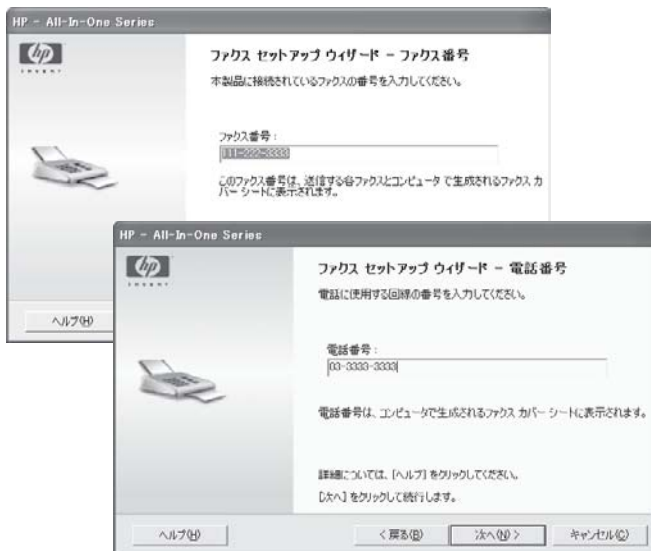 HP - All-In-One Series
hp
invent
ファクス セットアップ ウィザード - ファクス番号
本製品に接続されているファクスの番号を入力してください。
ファクス番号:
011-222-3333
このファクス番号は、送信する各ファクスとコンピュータ で生成されるファクス カ
バー シートに表示されます。
ヘルプ(H)
HP - All-In-One Series
hp
invent
ファクス セットアップ ウィザード - 電話番号
電話に使用する回線の番号を入力してください。
電話番号:
03-3333-3333
電話番号は、コンピュータで生成されるファクス カバー シートに表示されます。
詳細については、[ヘルプ] をクリックしてください。
[次へ] をクリックして続行します。
ヘルプ(H)
< 戻る(B)
次へ(N) >
キャンセル(C)